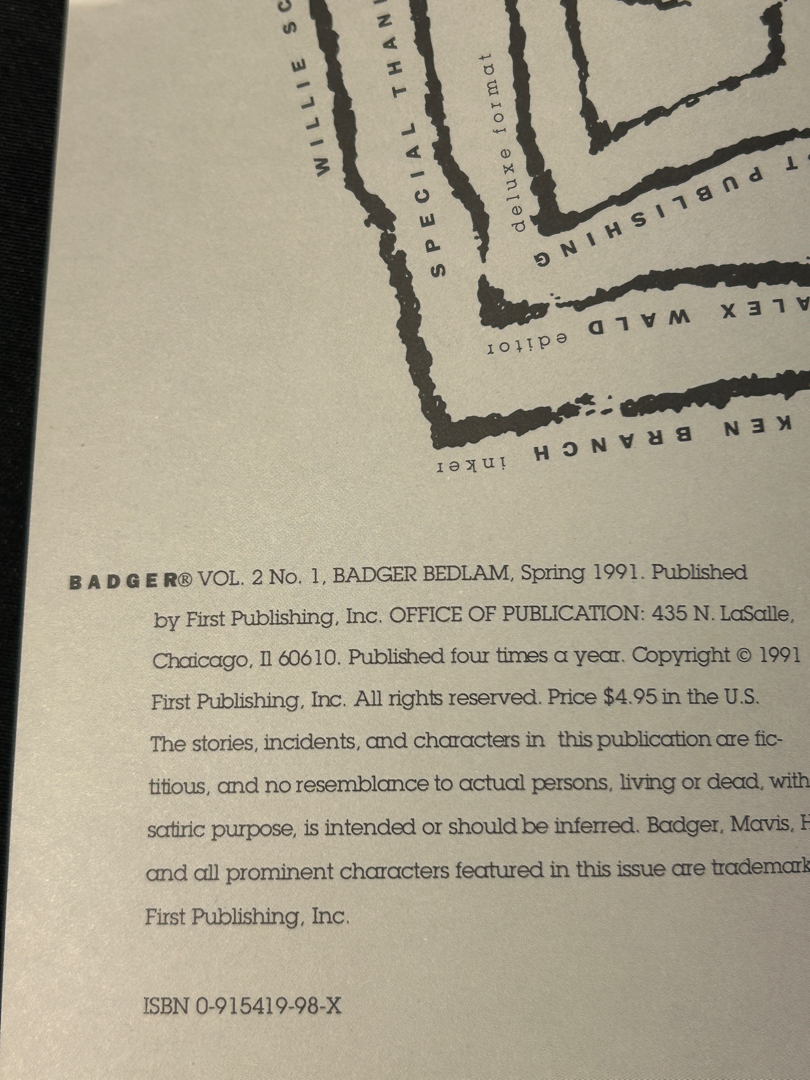 WILLIE SC
SPECIAL THAN
deluxe format
T PUBLISHING
ALEX WALD editor
KEN BRANCH inker
BADGER® VOL. 2 No. 1, BADGER BEDLAM, Spring 1991. Published
by First Publishing, Inc. OFFICE OF PUBLICATION: 435 N. LaSalle,
Chaicago, Il 60610. Published four times a year. Copyright © 1991
First Publishing, Inc. All rights reserved. Price $4.95 in the U.S.
The stories, incidents, and characters in this publication are fic-
titious, and no resemblance to actual persons, living or dead, with
satiric purpose, is intended or should be inferred. Badger, Mavis, H
and all prominent characters featured in this issue are trademark
First Publishing, Inc.
ISBN 0-915419-98-X